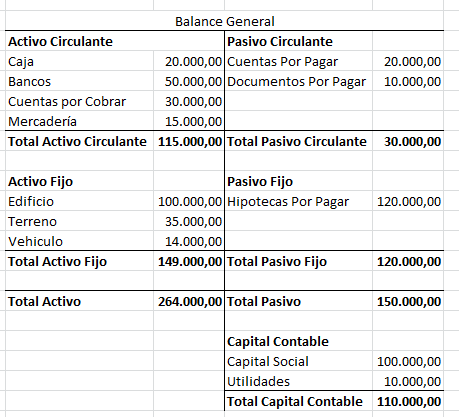 Balance General
Activo Circulante Pasivo Circulante
Caja 20.000,00 Cuentas Por Pagar 20.000,00
Bancos 50.000,00 Documentos Por Pagar 10.000,00
Cuentas por Cobrar 30.000,00
Mercadería 15.000,00
Total Activo Circulante 115.000,00 Total Pasivo Circulante 30.000,00
Activo Fijo Pasivo Fijo
Edificio 100.000,00 Hipotecas Por Pagar 120.000,00
Terreno 35.000,00
Vehiculo 14.000,00
Total Activo Fijo 149.000,00 Total Pasivo Fijo 120.000,00
Total Activo 264.000,00 Total Pasivo 150.000,00
Capital Contable
Capital Social 100.000,00
Utilidades 10.000,00
Total Capital Contable 110.000,00